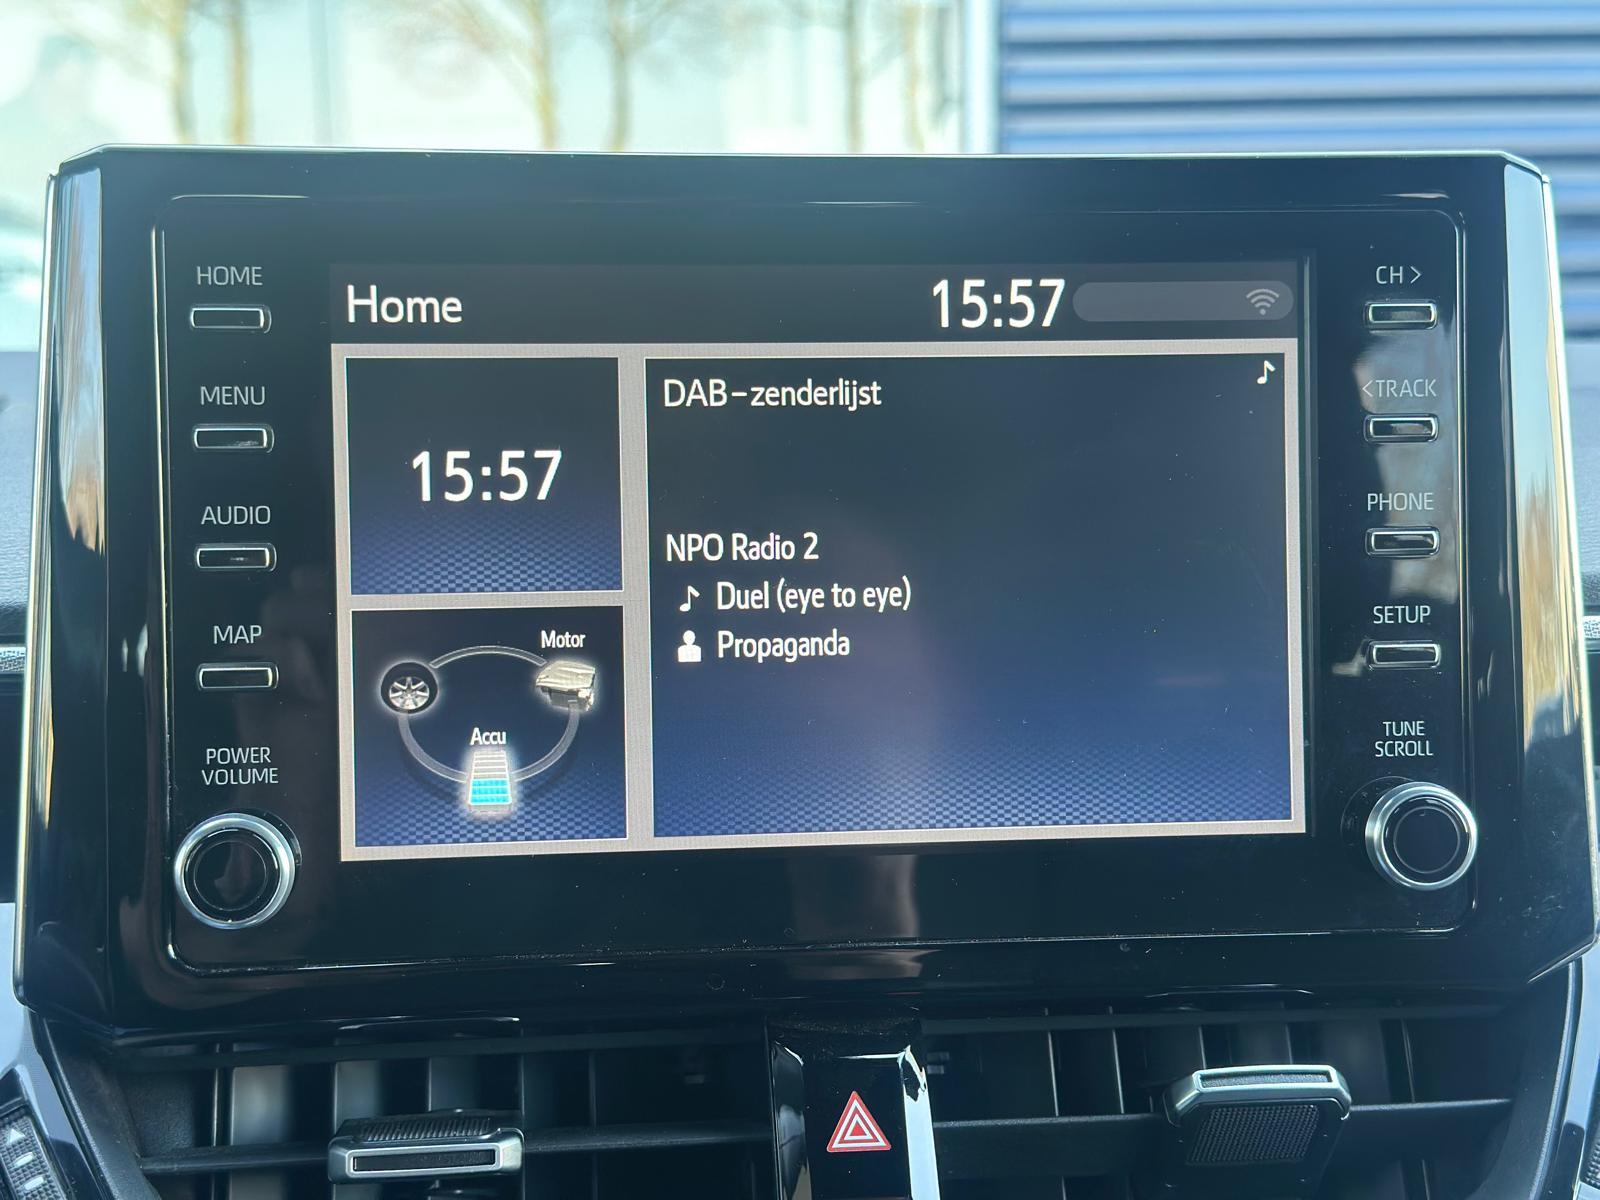 HOME
MENU
AUDIO
MAP
POWER
VOLUME
Home
15:57
15:57
Motor
Accu
DAB-zenderlijst
NPO Radio 2
Duel (eye to eye)
Propaganda
CH >
<TRACK
PHONE
SETUP
TUNE
SCROLL